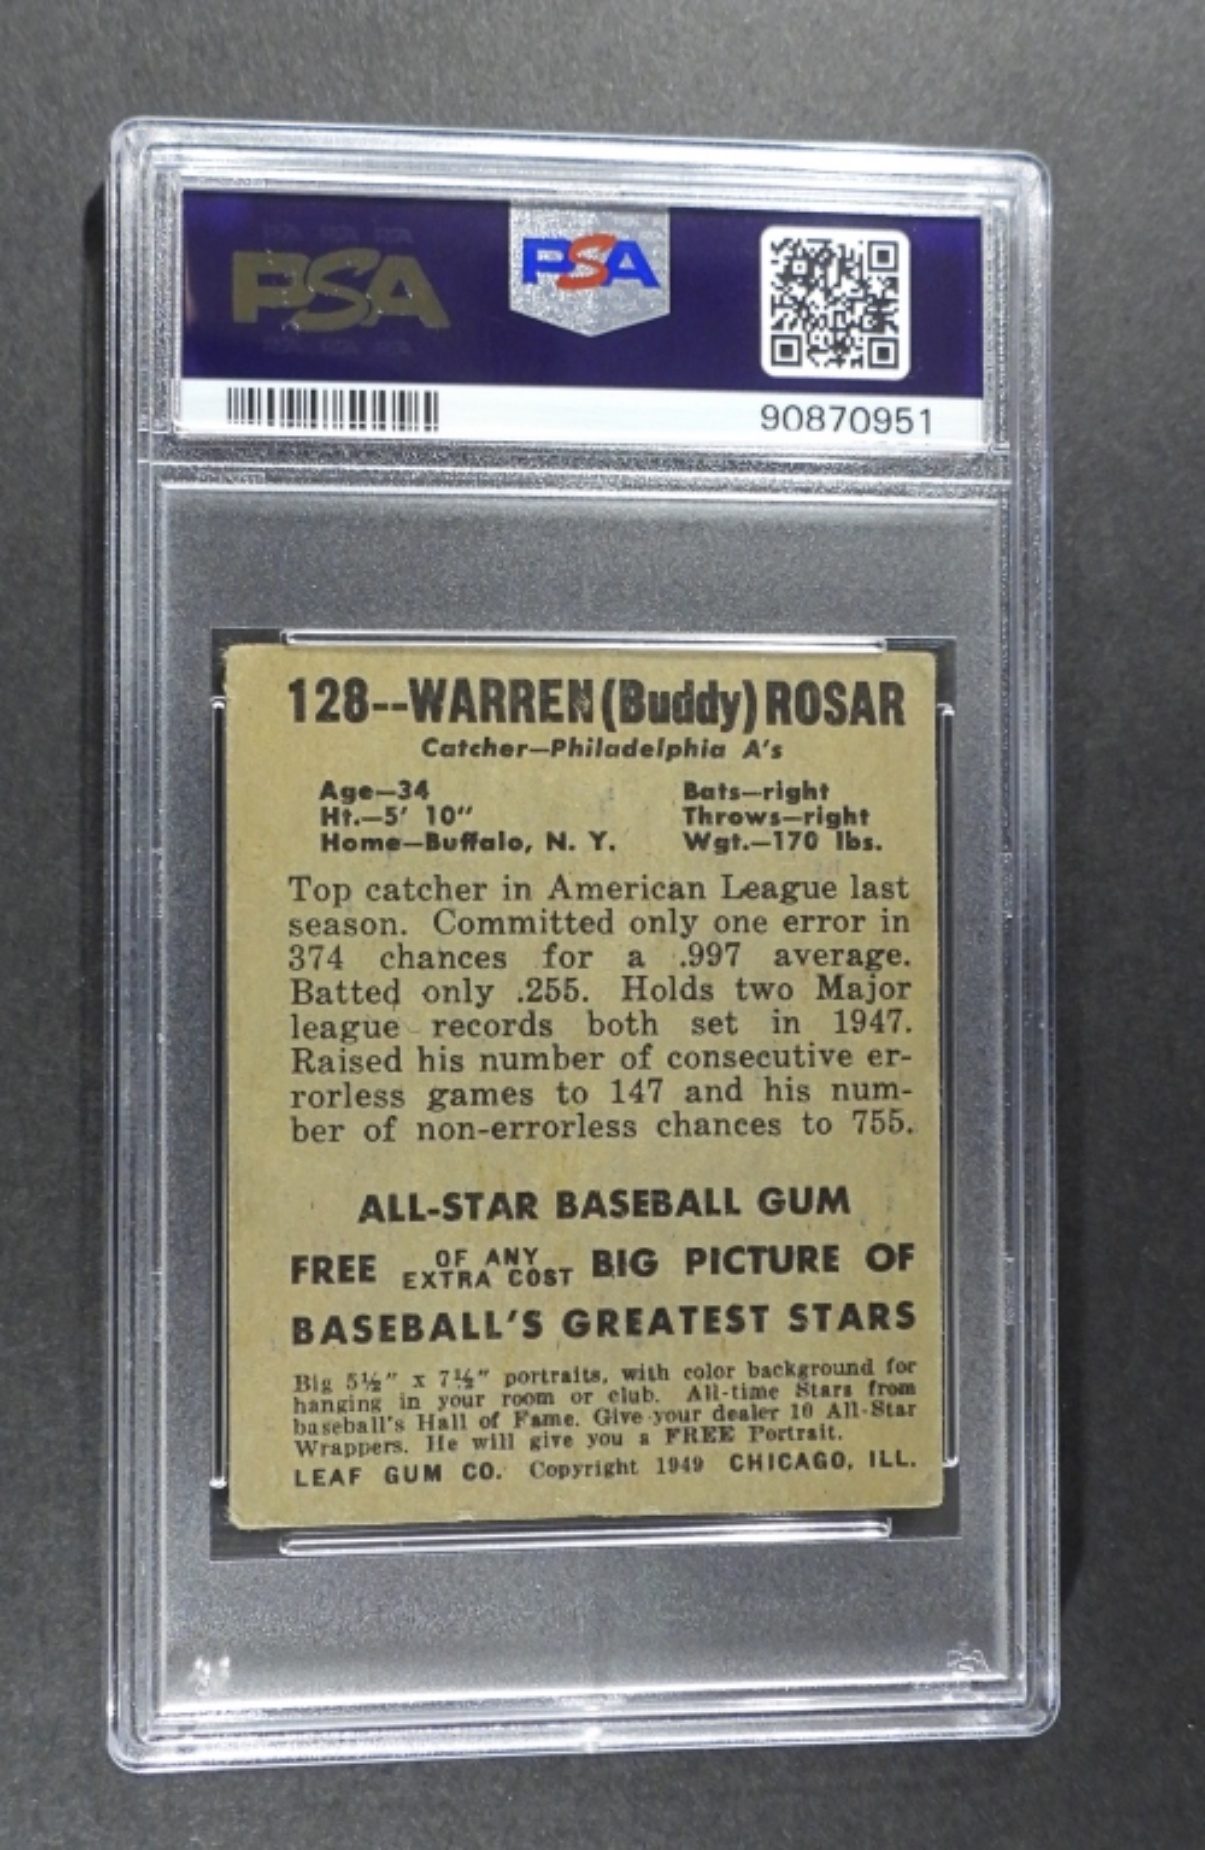 PSA
PSA
90870951
128--WARREN (Buddy) ROSAR
Catcher—Philadelphia A's
Age—34 Bats—right
Ht.—5' 10" Throws—right
Home—Buffalo, N. Y. Wgt.—170 lbs.
Top catcher in American League last
season. Committed only one error in
374 chances for a .997 average.
Batted only .255. Holds two Major
league records both set in 1947.
Raised his number of consecutive er-
rorless games to 147 and his num-
ber of non-errorless chances to 755.
ALL-STAR BASEBALL GUM
FREE OF ANY EXTRA COST BIG PICTURE OF
BASEBALL'S GREATEST STARS
Big 5½" x 7½" portraits, with color background for
hanging in your room or club. All-time Stars from
baseball's Hall of Fame. Give your dealer 10 All-Star
Wrappers. He will give you a FREE Portrait.
LEAF GUM CO. Copyright 1949 CHICAGO, ILL.
PSA